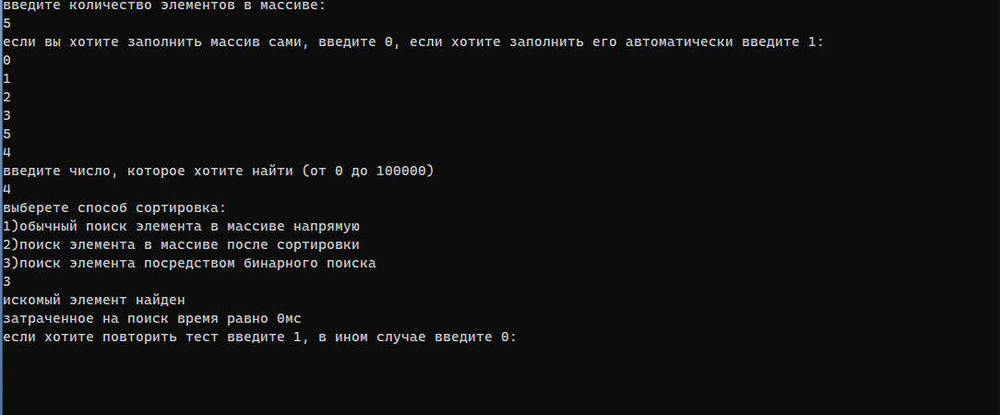 введите количество элементов в массиве:
5
если вы хотите заполнить массив сами, введите 0, если хотите заполнить его автоматически введите 1:
0
1
2
3
5
4
введите число, которое хотите найти (от 0 до 100000)
4
выберете способ сортировка:
1)обычный поиск элемента в массиве напрямую
2)поиск элемента в массиве после сортировки
3)поиск элемента посредством бинарного поиска
3
искомый элемент найден
затраченное на поиск время равно 0мс
если хотите повторить тест введите 1, в ином случае введите 0: